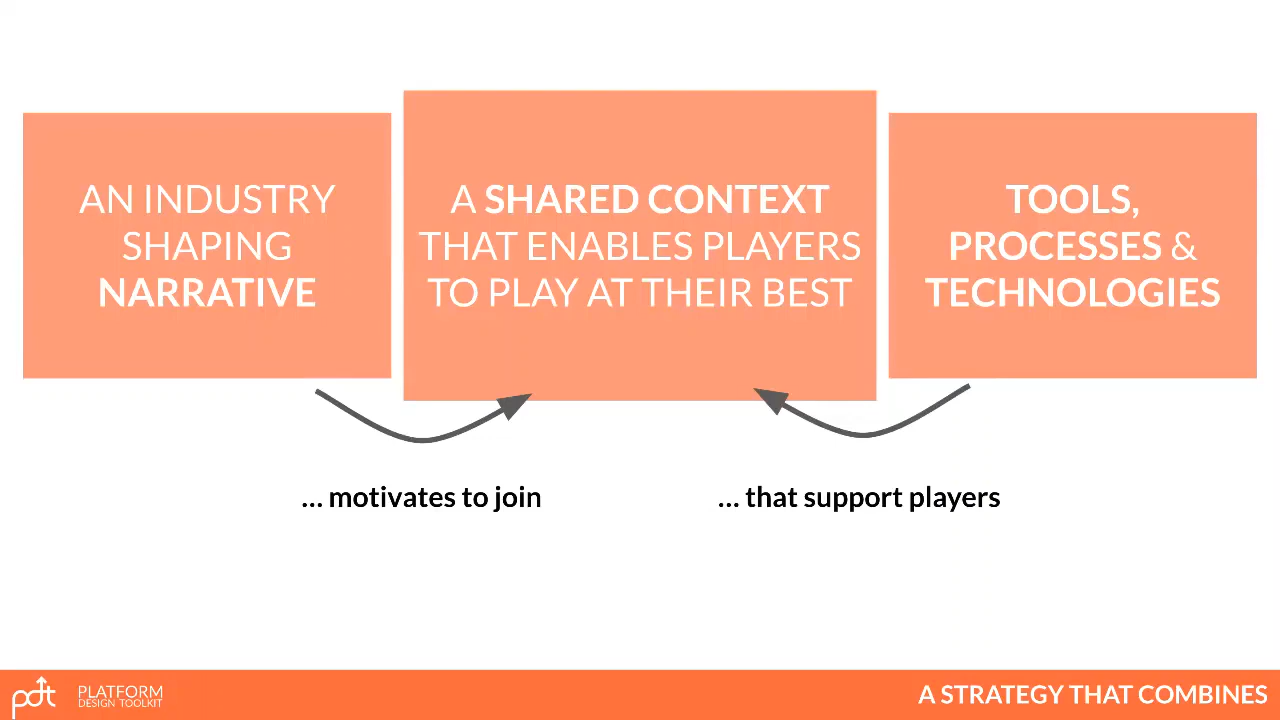 AN INDUSTRY
SHAPING
NARRATIVE
A SHARED CONTEXT
THAT ENABLES PLAYERS
TO PLAY AT THEIR BEST
TOOLS,
PROCESSES &
TECHNOLOGIES
... motivates to join
... that support players
pdt
PLATFORM
DESIGN TOOLKIT
A STRATEGY THAT COMBINES